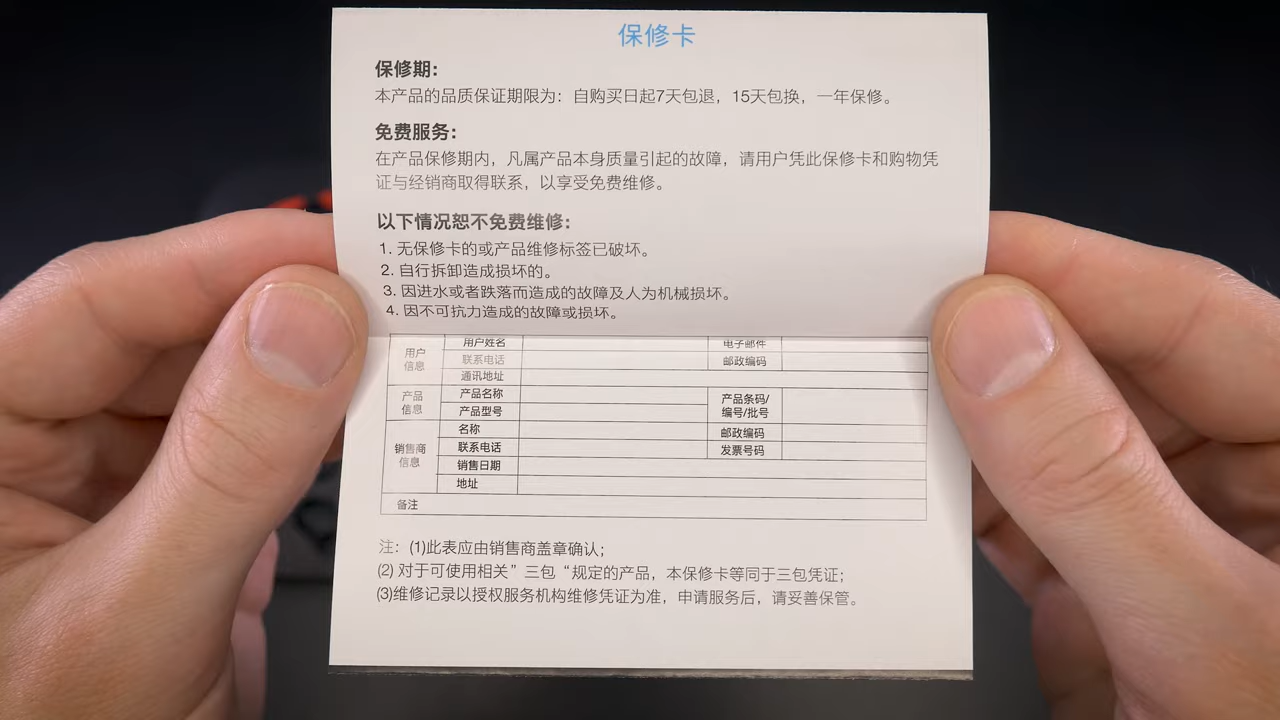 保修卡
保修期：
本产品的品质保证期限为：自购买日起7天包退，15天包换，一年保修。
免费服务：
在产品保修期内，凡属产品本身质量引起的故障，请用户凭此保修卡和购物凭
证与经销商取得联系，以享受免费维修。
以下情况恕不免费维修：
1. 无保修卡的或产品维修标签已破坏。
2. 自行拆卸造成损坏的。
3. 因进水或者跌落而造成的故障及人为机械损坏。
4. 因不可抗力造成的故障或损坏。
用户
信息
用户姓名
电子邮件
联系电话
邮政编码
通讯地址
产品
信息
产品名称
产品型号
产品条码/
编号/批号
销售商
信息
名称
邮政编码
联系电话
发票号码
销售日期
地址
备注
注：(1)此表应由销售商盖章确认；
(2) 对于可使用相关”三包“规定的产品，本保修卡等同于三包凭证；
(3)维修记录以授权服务机构维修凭证为准，申请服务后，请妥善保管。